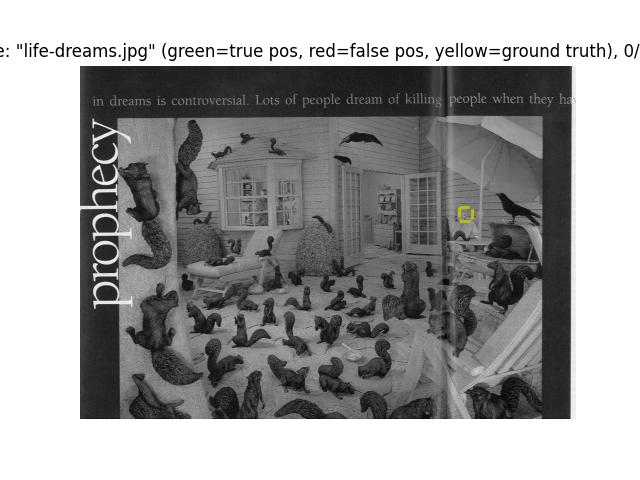 e: "life-dreams.jpg" (green=true pos, red=false pos, yellow=ground truth), 0/
in dreams is controversial. Lots of people dream of killing people when they hav
prophecy